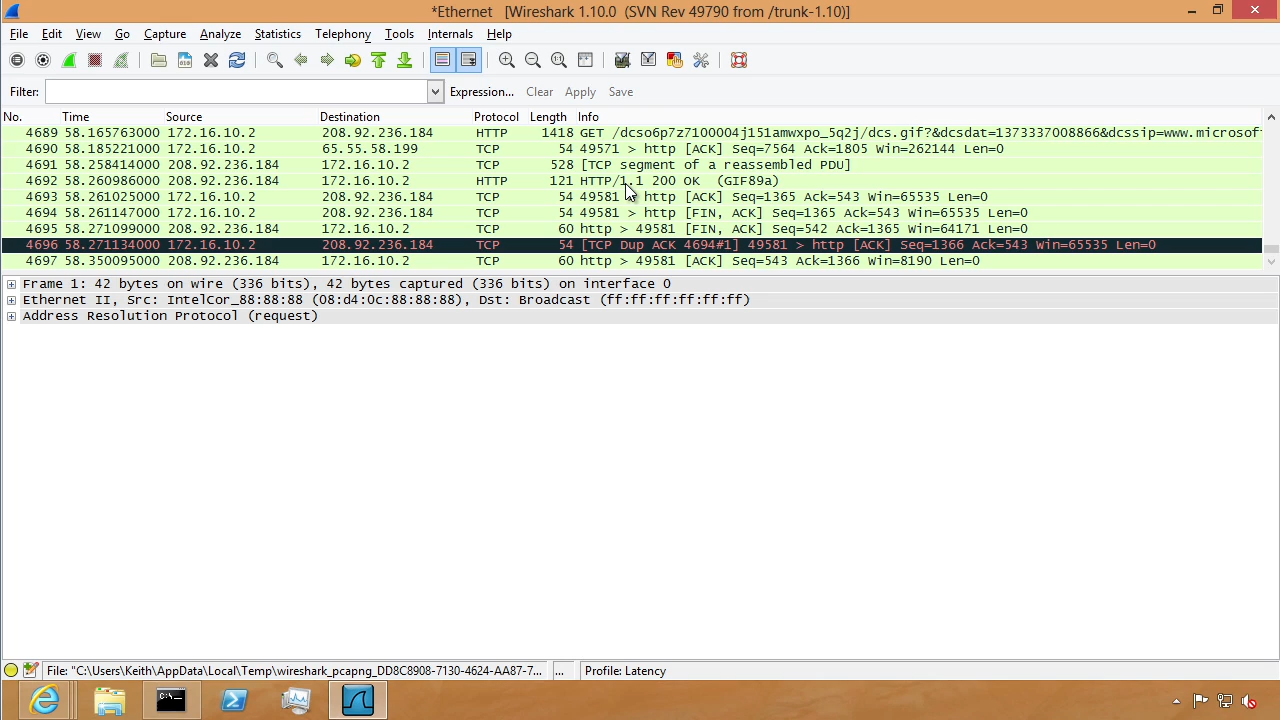 *Ethernet [Wireshark 1.10.0 (SVN Rev 49790 from /trunk-1.10)]
File Edit View Go Capture Analyze Statistics Telephony Tools Internals Help
Filter: Expression... Clear Apply Save
No. Time Source Destination Protocol Length Info
4689 58.165763000 172.16.10.2 208.92.236.184 HTTP 1418 GET /dcso6p7z7100004j151amwxpo_5q2j/dcs.gif?&dcsdat=1373337008866&dcssip=www.microsof
4690 58.185221000 172.16.10.2 65.55.58.199 TCP 54 49571 > http [ACK] Seq=7564 Ack=1805 Win=262144 Len=0
4691 58.258414000 208.92.236.184 172.16.10.2 TCP 528 [TCP segment of a reassembled PDU]
4692 58.260986000 208.92.236.184 172.16.10.2 HTTP 121 HTTP/1.1 200 OK (GIF89a)
4693 58.261025000 172.16.10.2 208.92.236.184 TCP 54 49581 > http [ACK] Seq=1365 Ack=543 Win=65535 Len=0
4694 58.261147000 172.16.10.2 208.92.236.184 TCP 54 49581 > http [FIN, ACK] Seq=1365 Ack=543 Win=65535 Len=0
4695 58.271099000 208.92.236.184 172.16.10.2 TCP 60 http > 49581 [FIN, ACK] Seq=542 Ack=1365 Win=64171 Len=0
4696 58.271134000 172.16.10.2 208.92.236.184 TCP 54 [TCP Dup ACK 4694#1] 49581 > http [ACK] Seq=1366 Ack=543 Win=65535 Len=0
4697 58.350095000 208.92.236.184 172.16.10.2 TCP 60 http > 49581 [ACK] Seq=543 Ack=1366 Win=8190 Len=0
Frame 1: 42 bytes on wire (336 bits), 42 bytes captured (336 bits) on interface 0
Ethernet II, Src: IntelCor_88:88:88 (08:d4:0c:88:88:88), Dst: Broadcast (ff:ff:ff:ff:ff:ff)
Address Resolution Protocol (request)
File: "C:\Users\Keith\AppData\Local\Temp\wireshark_pcapng_DD8C8908-7130-4624-AA87-7... ... Profile: Latency